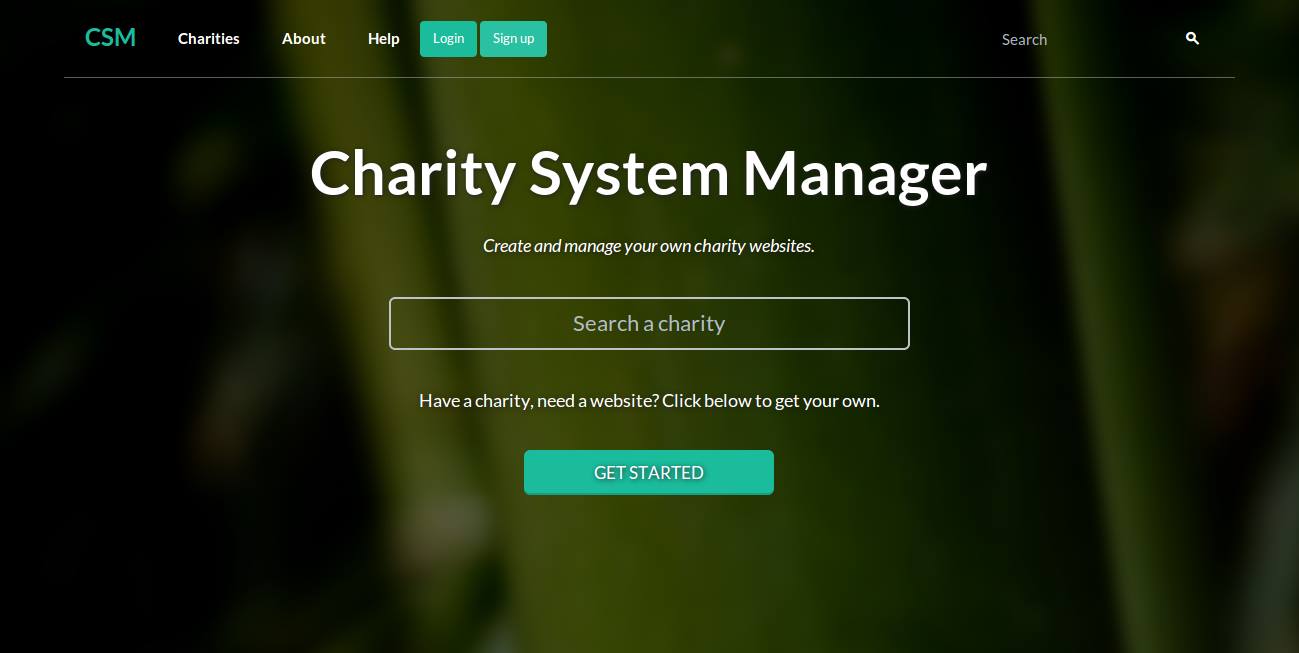 CSM Charities About Help Login Sign up Search
Charity System Manager
Create and manage your own charity websites.
Search a charity
Have a charity, need a website? Click below to get your own.
GET STARTED